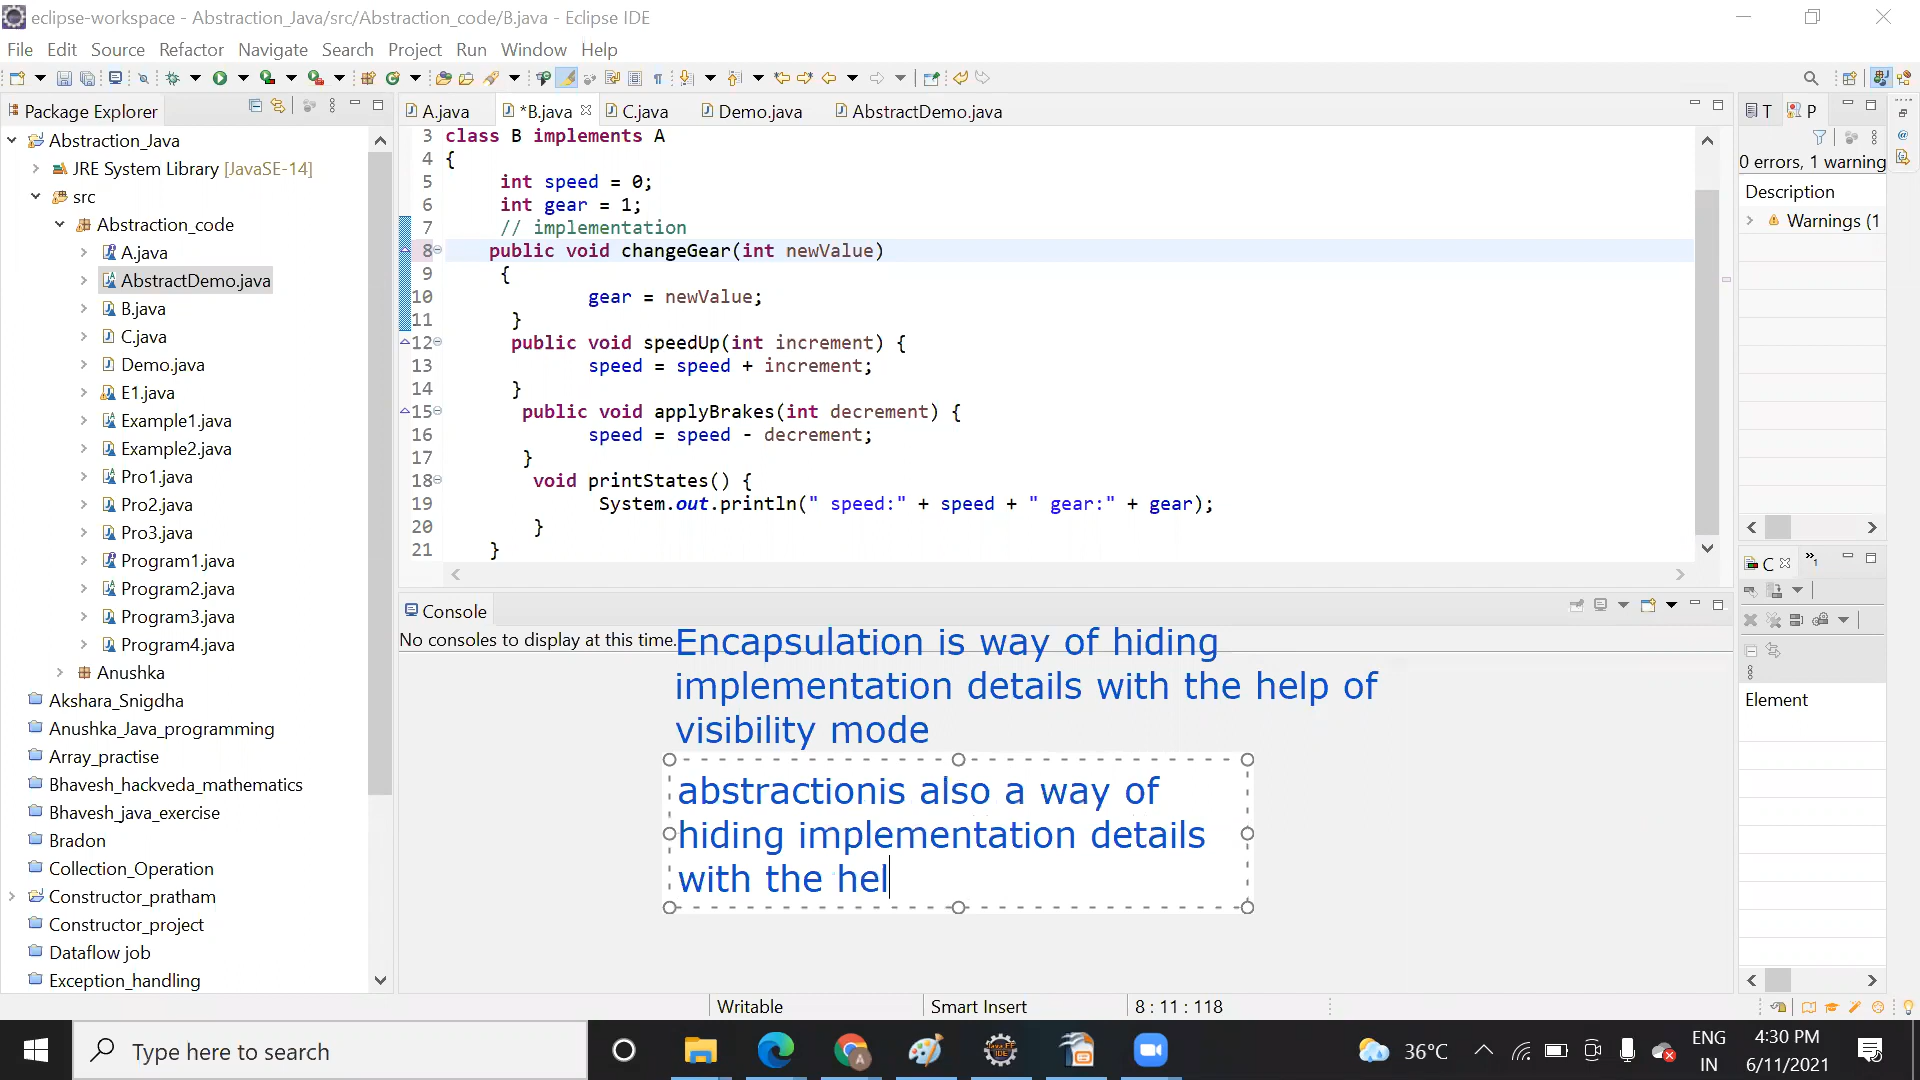 eclipse-workspace - Abstraction_Java/src/Abstraction_code/B.java - Eclipse IDE
File Edit Source Refactor Navigate Search Project Run Window Help
Package Explorer
Abstraction_Java
JRE System Library [JavaSE-14]
src
Abstraction_code
A.java
AbstractDemo.java
B.java
C.java
Demo.java
E1.java
Example1.java
Example2.java
Pro1.java
Pro2.java
Pro3.java
Program1.java
Program2.java
Program3.java
Program4.java
Anushka
Akshara_Snigdha
Anushka_Java_programming
Array_practise
Bhavesh_hackveda_mathematics
Bhavesh_java_exercise
Bradon
Collection_Operation
Constructor_pratham
Constructor_project
Dataflow job
Exception_handling
A.java *B.java C.java Demo.java AbstractDemo.java
3 class B implements A
4 {
5 int speed = 0;
6 int gear = 1;
7 // implementation
8 public void changeGear(int newValue)
9 {
10 gear = newValue;
11 }
12 public void speedUp(int increment) {
13 speed = speed + increment;
14 }
15 public void applyBrakes(int decrement) {
16 speed = speed - decrement;
17 }
18 void printStates() {
19 System.out.println(" speed:" + speed + " gear:" + gear);
20 }
21 }
Console
No consoles to display at this time.
Encapsulation is way of hiding
implementation details with the help of
visibility mode
abstractionis also a way of
hiding implementation details
with the hel
T P
0 errors, 1 warning
Description
Warnings (1
C
Element
Writable Smart Insert 8 : 11 : 118
Type here to search
A
Java EE
IDE
36°C
ENG
IN
4:30 PM
6/11/2021